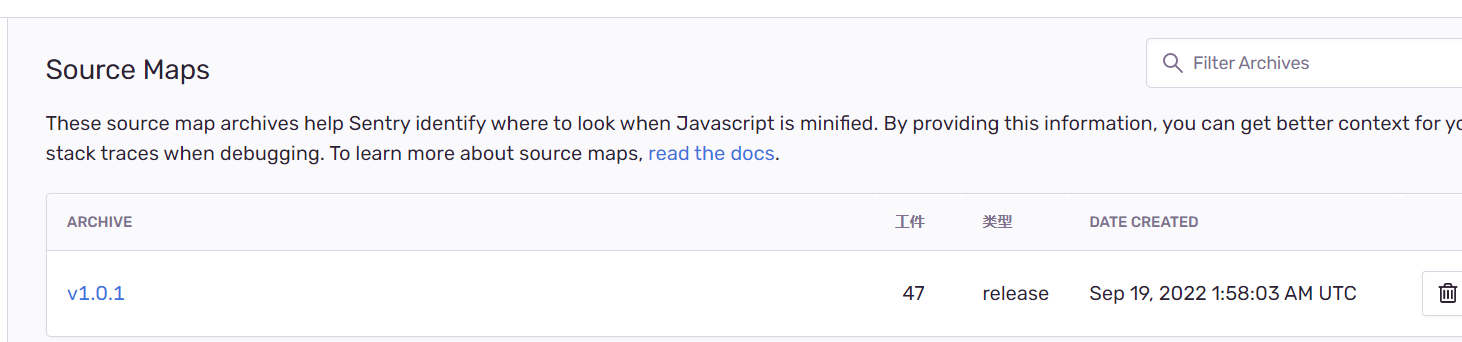 Source Maps
Filter Archives
These source map archives help Sentry identify where to look when Javascript is minified. By providing this information, you can get better context for
stack traces when debugging. To learn more about source maps, read the docs.
ARCHIVE 工件 类型 DATE CREATED
v1.0.1 47 release Sep 19, 2022 1:58:03 AM UTC